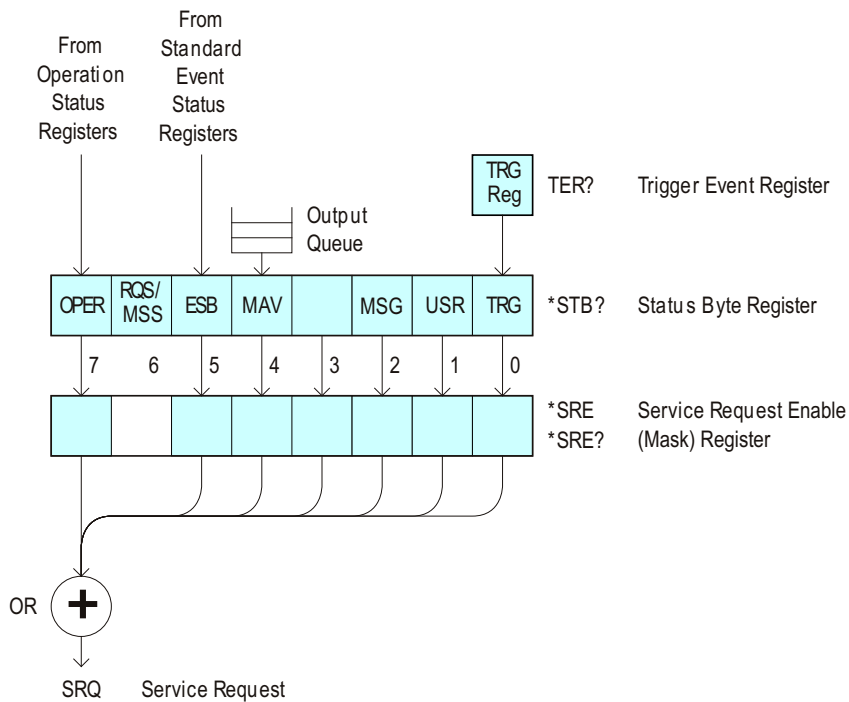 From
Operation
Status
Registers
From
Standard
Event
Status
Registers
TRG
Reg
TER?
Trigger Event Register
Output
Queue
OPER
RQS/
MSS
ESB
MAV
MSG
USR
TRG
*STB?
Status Byte Register
7
6
5
4
3
2
1
0
*SRE
*SRE?
Service Request Enable
(Mask) Register
OR
+
SRQ
Service Request